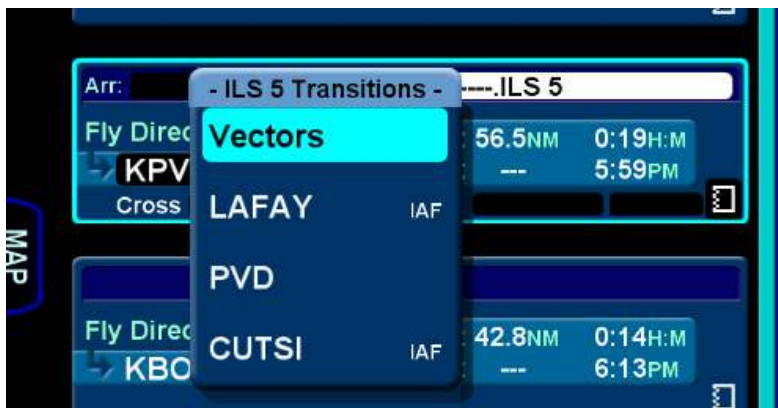 Arr:
----.ILS 5
- ILS 5 Transitions -
Vectors
LAFAY IAF
PVD
CUTSI IAF
Fly Direc
56.5NM 0:19H:M
KPV
--- 5:59PM
Cross
MAP
Fly Direc
42.8NM 0:14H:M
KBO
--- 6:13PM